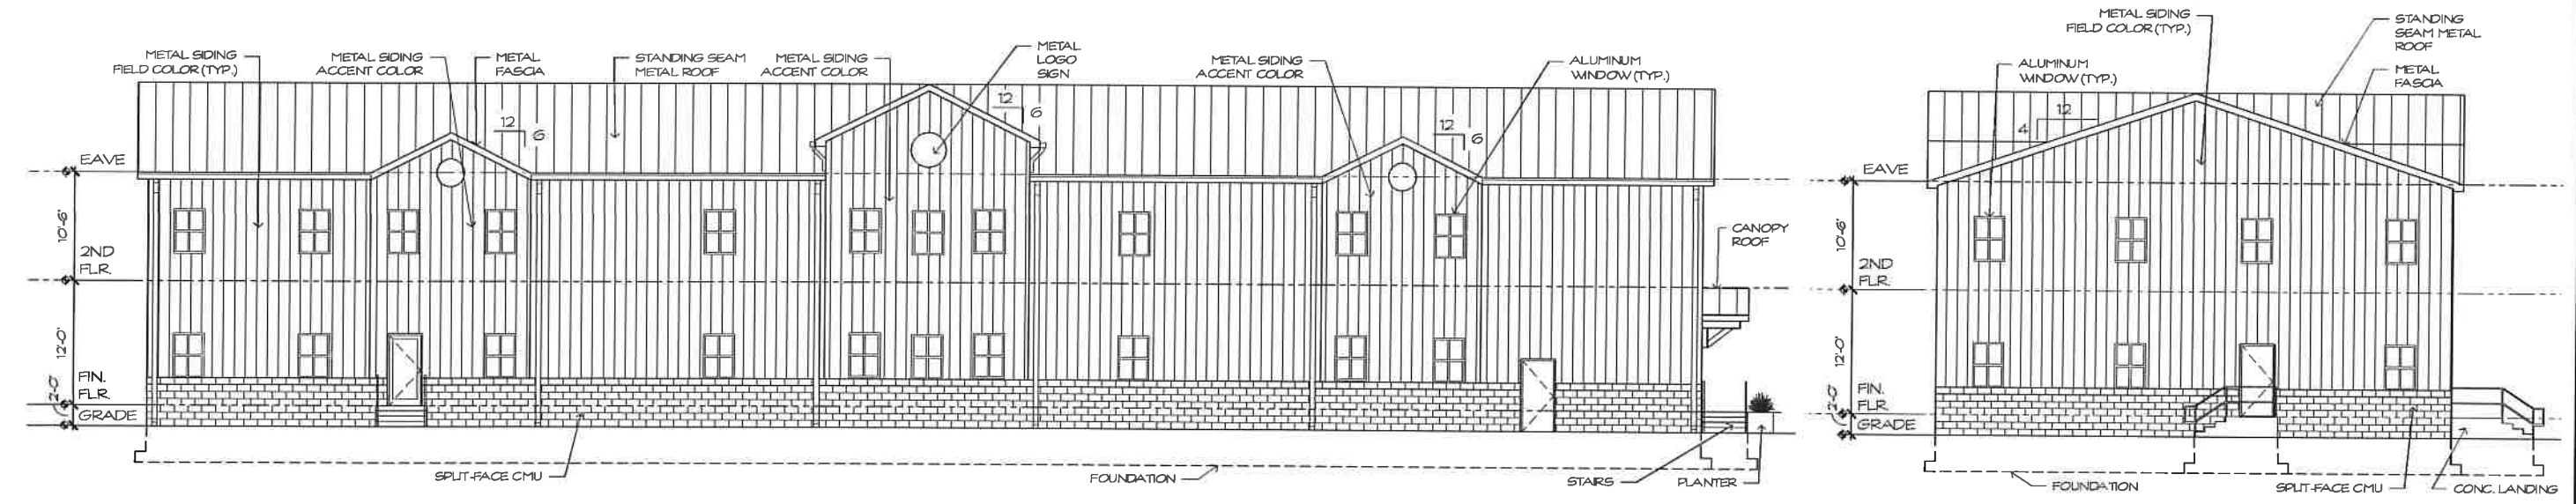 METAL SIDING
FIELD COLOR (TYP.)
METAL SIDING
ACCENT COLOR
METAL
FASCIA
STANDING SEAM
METAL ROOF
METAL SIDING
ACCENT COLOR
METAL
LOGO
SIGN
METAL SIDING
ACCENT COLOR
ALUMINUM
WINDOW (TYP.)
12
6
12
6
12
6
EAVE
10'-6"
2ND
FLR.
12'-0"
FIN.
FLR.
2'-0"
GRADE
CANOPY
ROOF
SPLIT-FACE CMU
FOUNDATION
STAIRS
PLANTER
METAL SIDING
FIELD COLOR (TYP.)
STANDING
SEAM METAL
ROOF
ALUMINUM
WINDOW (TYP.)
METAL
FASCIA
12
4
EAVE
10'-6"
2ND
FLR.
12'-0"
FIN.
FLR.
2'-0"
GRADE
FOUNDATION
SPLIT-FACE CMU
CONC. LANDING